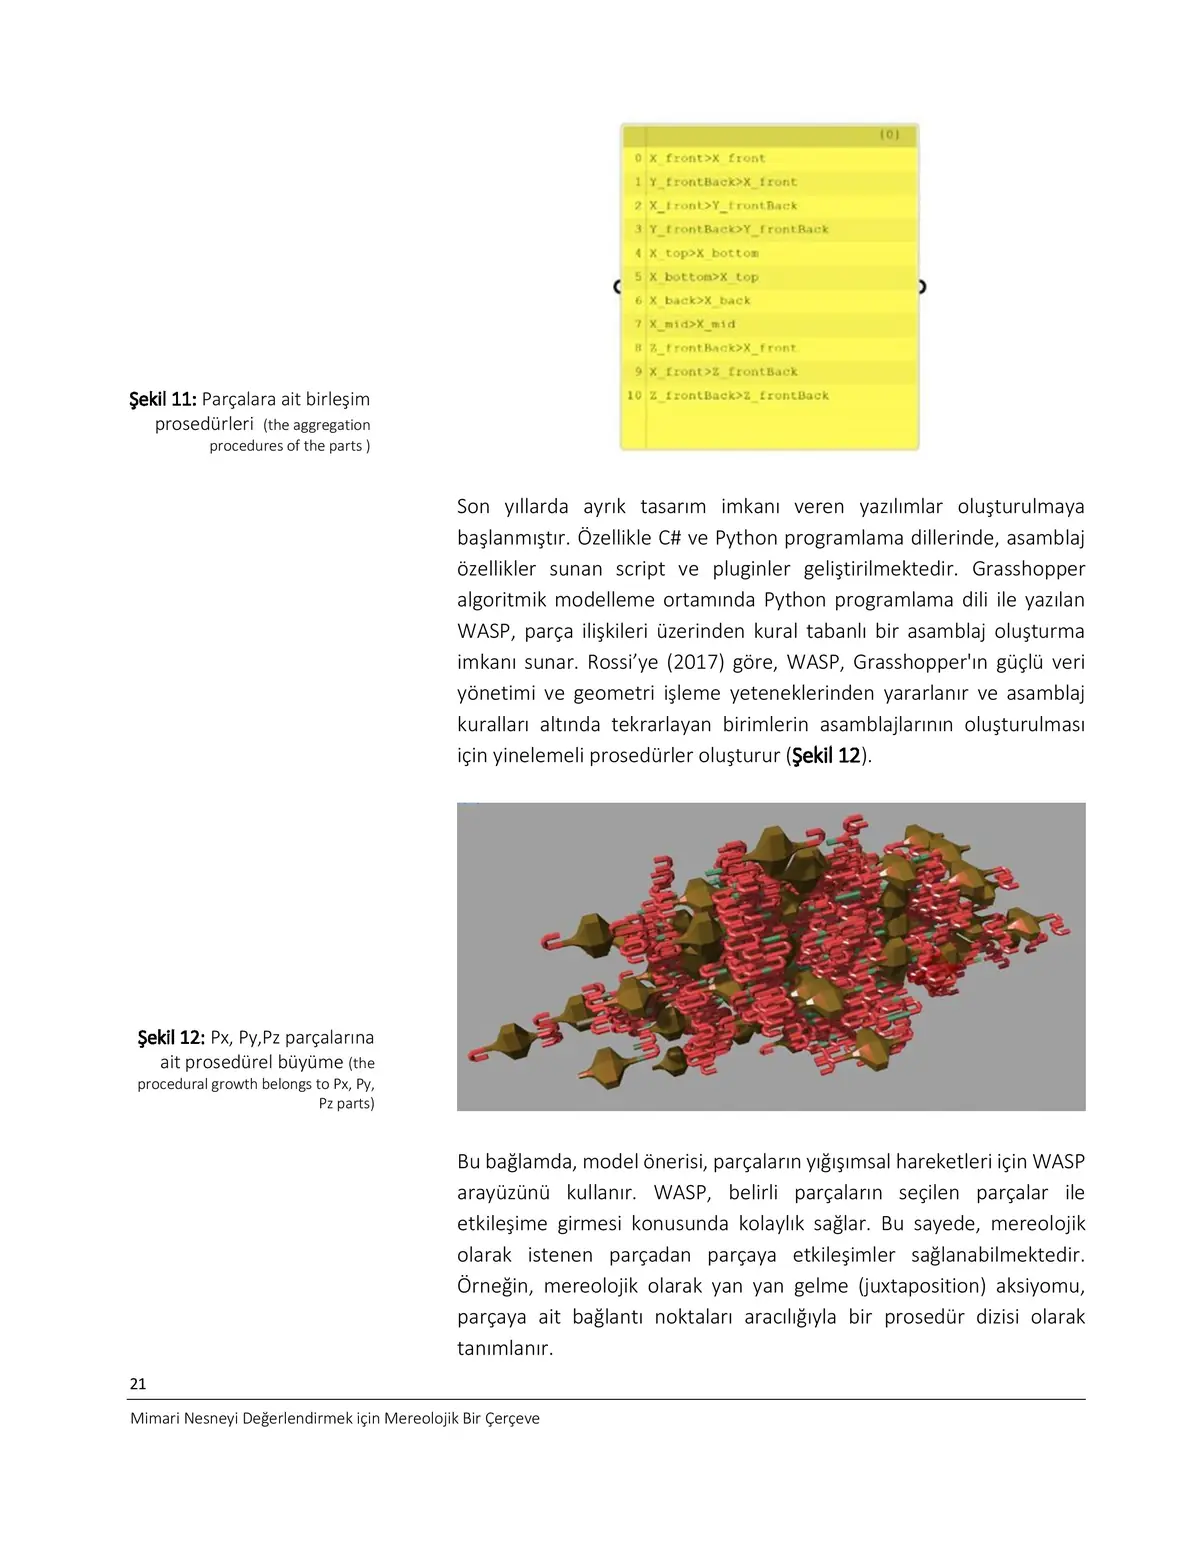 {0}
0 X_front>X_front
1 Y_frontBack>X_front
2 X_front>Y_frontBack
3 Y_frontBack>Y_frontBack
4 X_top>X_bottom
5 X_bottom>X_top
6 X_back>X_back
7 X_mid>X_mid
8 Z_frontBack>X_front
9 X_front>Z_frontBack
10 Z_frontBack>Z_frontBack
Şekil 11: Parçalara ait birleşim
prosedürleri (the aggregation
procedures of the parts )
Son yıllarda ayrık tasarım imkanı veren yazılımlar oluşturulmaya
başlanmıştır. Özellikle C# ve Python programlama dillerinde, asamblaj
özellikler sunan script ve pluginler geliştirilmektedir. Grasshopper
algoritmik modelleme ortamında Python programlama dili ile yazılan
WASP, parça ilişkileri üzerinden kural tabanlı bir asamblaj oluşturma
imkanı sunar. Rossi’ye (2017) göre, WASP, Grasshopper'ın güçlü veri
yönetimi ve geometri işleme yeteneklerinden yararlanır ve asamblaj
kuralları altında tekrarlayan birimlerin asamblajlarının oluşturulması
için yinelemeli prosedürler oluşturur (Şekil 12).
Şekil 12: Px, Py,Pz parçalarına
ait prosedürel büyüme (the
procedural growth belongs to Px, Py,
Pz parts)
Bu bağlamda, model önerisi, parçaların yığışımsal hareketleri için WASP
arayüzünü kullanır. WASP, belirli parçaların seçilen parçalar ile
etkileşime girmesi konusunda kolaylık sağlar. Bu sayede, mereolojik
olarak istenen parçadan parçaya etkileşimler sağlanabilmektedir.
Örneğin, mereolojik olarak yan yan gelme (juxtaposition) aksiyomu,
parçaya ait bağlantı noktaları aracılığıyla bir prosedür dizisi olarak
tanımlanır.
21
Mimari Nesneyi Değerlendirmek için Mereolojik Bir Çerçeve